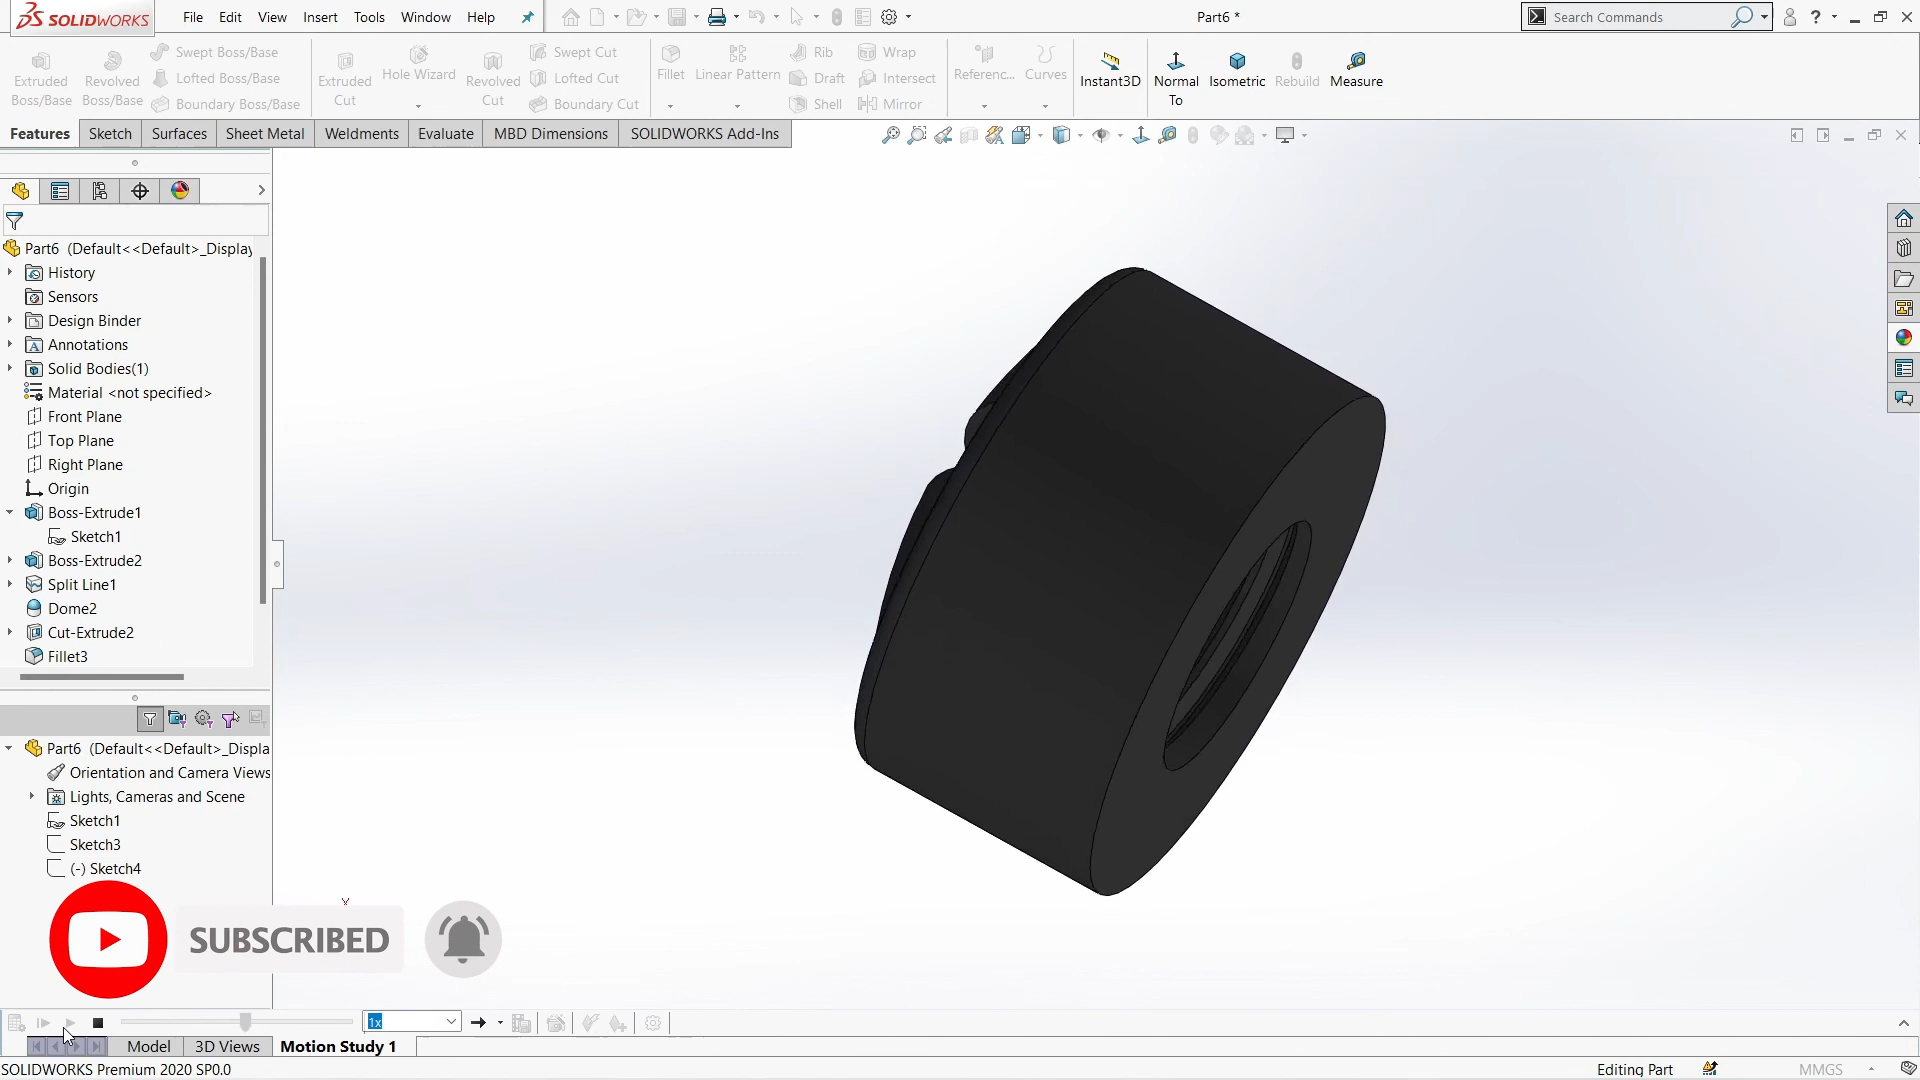 SOLIDWORKS
File Edit View Insert Tools Window Help
Part6 *
Search Commands
Extruded Boss/Base
Revolved Boss/Base
Swept Boss/Base
Lofted Boss/Base
Boundary Boss/Base
Extruded Cut
Hole Wizard
Revolved Cut
Swept Cut
Lofted Cut
Boundary Cut
Fillet
Linear Pattern
Rib
Draft
Shell
Wrap
Intersect
Mirror
Referenc...
Curves
Instant3D
Normal To
Isometric
Rebuild
Measure
Features Sketch Surfaces Sheet Metal Weldments Evaluate MBD Dimensions SOLIDWORKS Add-Ins
Part6 (Default<<Default>_Display
History
Sensors
Design Binder
Annotations
Solid Bodies(1)
Material <not specified>
Front Plane
Top Plane
Right Plane
Origin
Boss-Extrude1
Sketch1
Boss-Extrude2
Split Line1
Dome2
Cut-Extrude2
Fillet3
Part6 (Default<<Default>_Displa
Orientation and Camera Views
Lights, Cameras and Scene
Sketch1
Sketch3
(-) Sketch4
SUBSCRIBED
1x
Model 3D Views Motion Study 1
SOLIDWORKS Premium 2020 SP0.0
Editing Part
MMGS